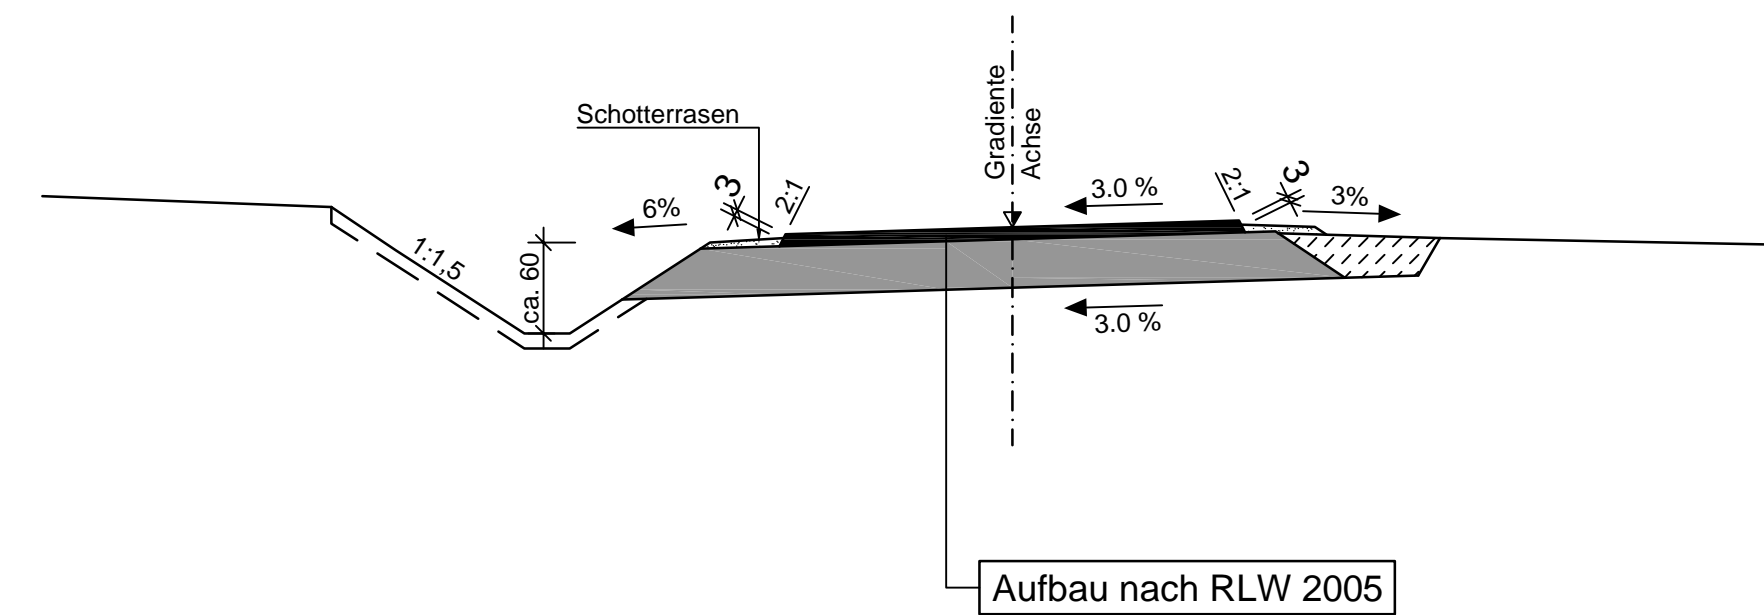 Gradiente
Achse
Schotterrasen
6%
3
2:1
3.0 %
2:1
3
3%
1:1,5
ca. 60
3.0 %
Aufbau nach RLW 2005